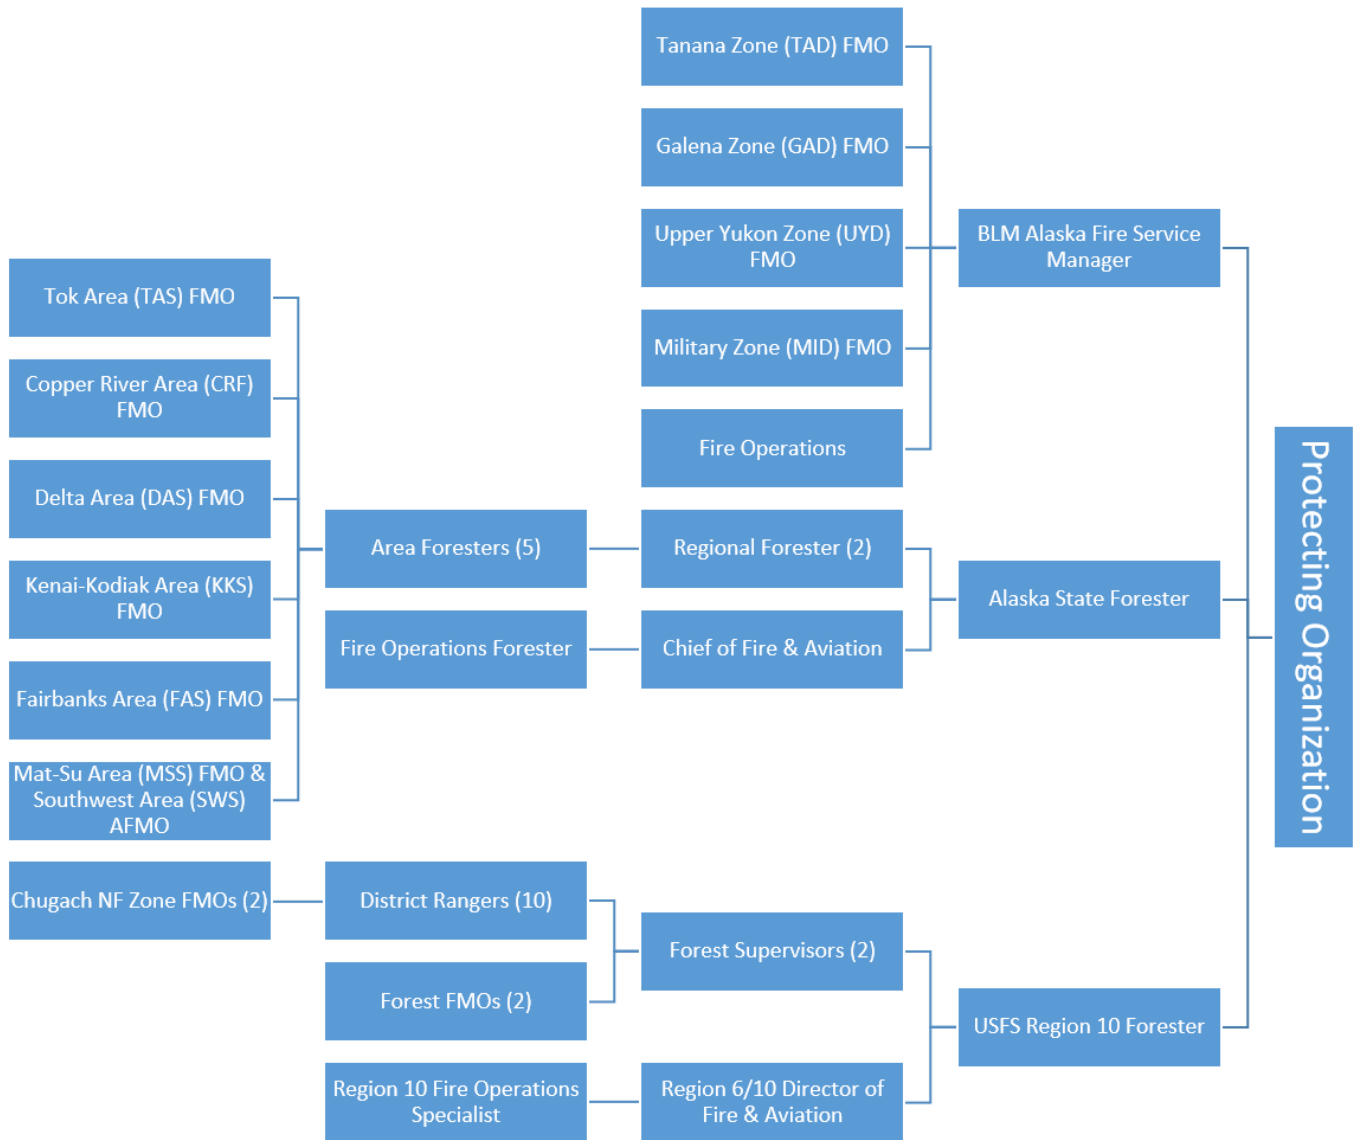 Tanana Zone (TAD) FMO
Galena Zone (GAD) FMO
Upper Yukon Zone (UYD)
FMO
BLM Alaska Fire Service
Manager
Tok Area (TAS) FMO
Military Zone (MID) FMO
Copper River Area (CRF)
FMO
Fire Operations
Protecting Organization
Delta Area (DAS) FMO
Area Foresters (5)
Regional Forester (2)
Kenai-Kodiak Area (KKS)
FMO
Alaska State Forester
Fire Operations Forester
Chief of Fire & Aviation
Fairbanks Area (FAS) FMO
Mat-Su Area (MSS) FMO &
Southwest Area (SWS)
AFMO
Chugach NF Zone FMOs (2)
District Rangers (10)
Forest Supervisors (2)
Forest FMOs (2)
USFS Region 10 Forester
Region 10 Fire Operations
Specialist
Region 6/10 Director of
Fire & Aviation